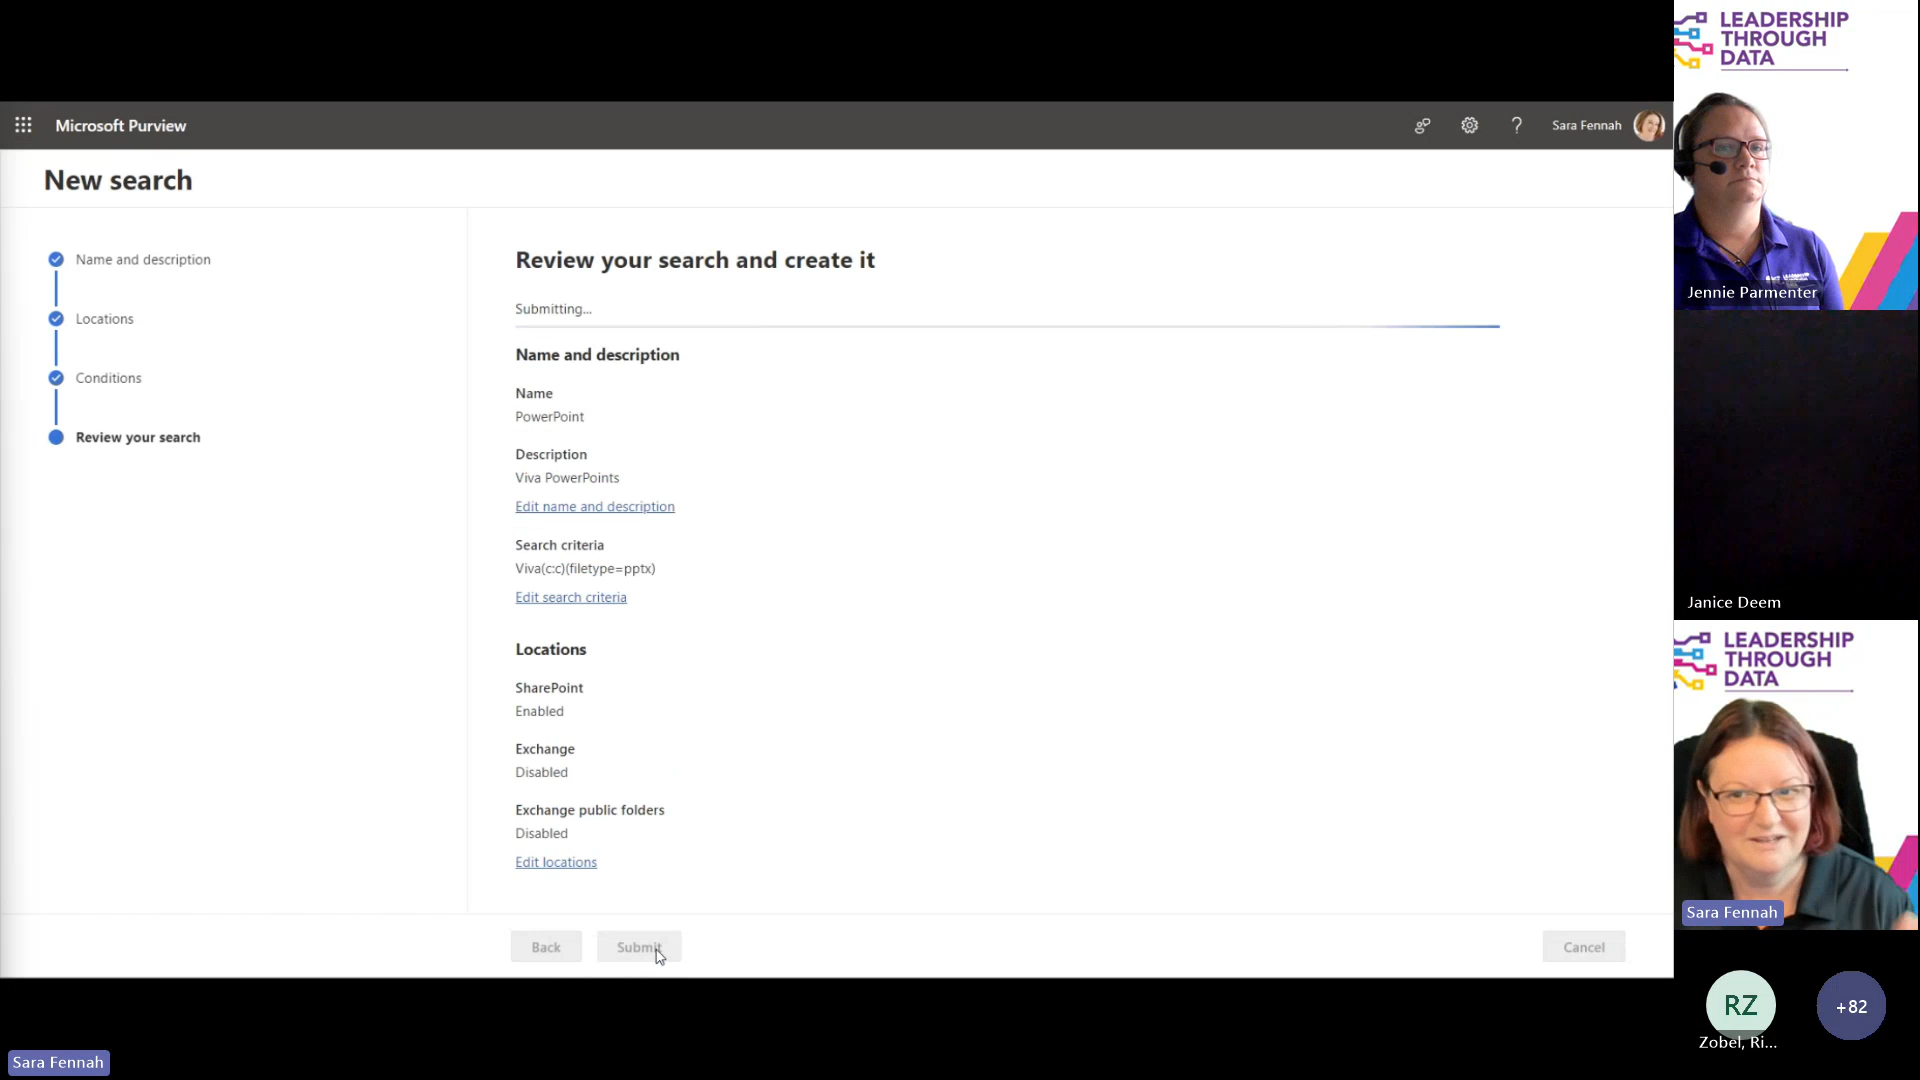 Microsoft Purview
Sara Fennah
New search
Name and description
Locations
Conditions
Review your search
Review your search and create it
Submitting...
Name and description
Name
PowerPoint
Description
Viva PowerPoints
Edit name and description
Search criteria
Viva(c:c)(filetype=pptx)
Edit search criteria
Locations
SharePoint
Enabled
Exchange
Disabled
Exchange public folders
Disabled
Edit locations
Back
Submit
Cancel
Sara Fennah
LEADERSHIP
THROUGH
DATA
Jennie Parmenter
Janice Deem
LEADERSHIP
THROUGH
DATA
Sara Fennah
RZ
+82
Zobel, Ri...